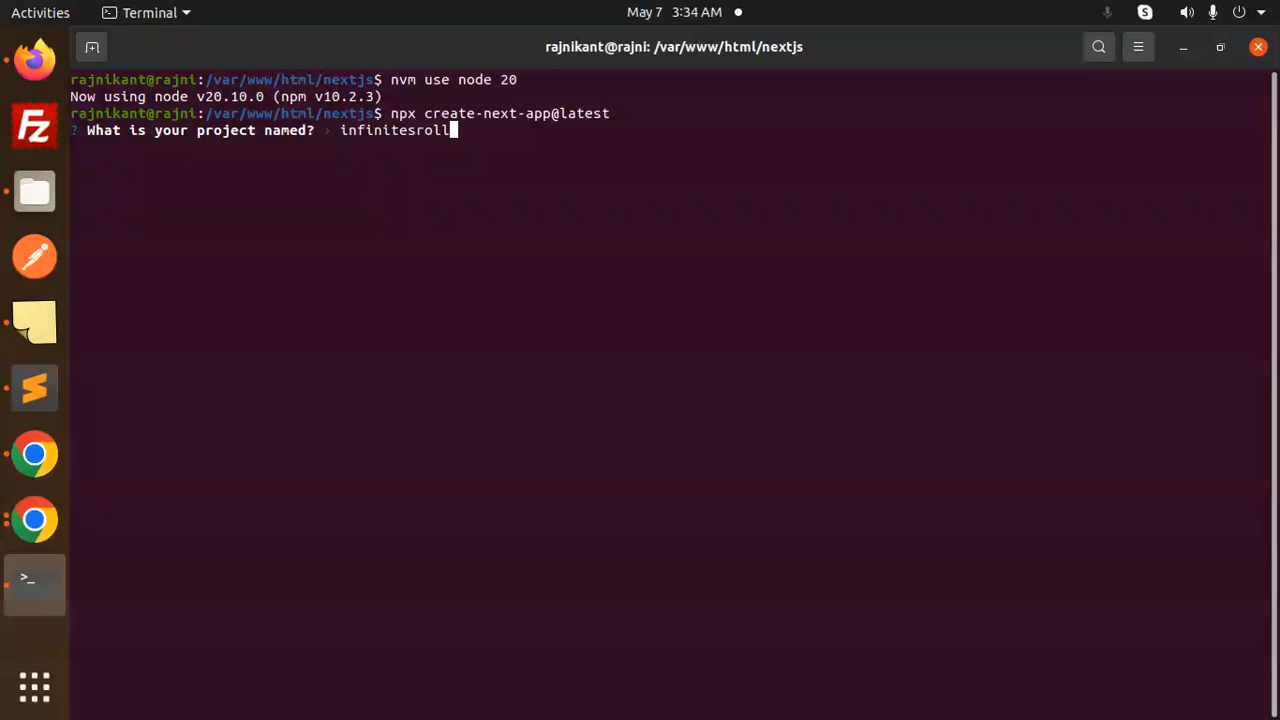 Activities
Terminal
May 7 3:34 AM
S
rajnikant@rajni: /var/www/html/nextjs
rajnikant@rajni:/var/www/html/nextjs$ nvm use node 20
Now using node v20.10.0 (npm v10.2.3)
rajnikant@rajni:/var/www/html/nextjs$ npx create-next-app@latest
? What is your project named? › infinitesroll
Fz
>_